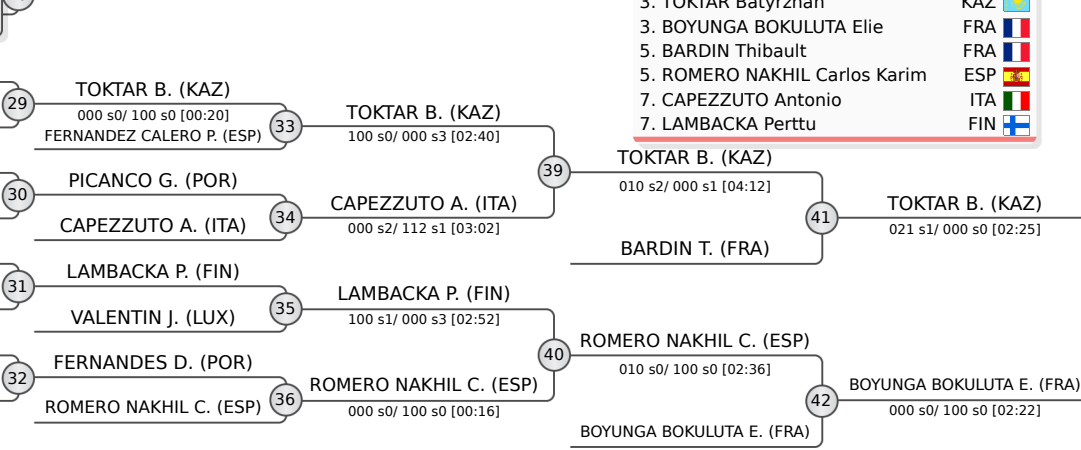 3. TOKTAR Batyrzhan KAZ
3. BOYUNGA BOKULUTA Elie FRA
5. BARDIN Thibault FRA
5. ROMERO NAKHIL Carlos Karim ESP
7. CAPEZZUTO Antonio ITA
7. LAMBACKA Perttu FIN
29
TOKTAR B. (KAZ)
000 s0/ 100 s0 [00:20]
FERNANDEZ CALERO P. (ESP)
33
TOKTAR B. (KAZ)
100 s0/ 000 s3 [02:40]
30
PICANCO G. (POR)
CAPEZZUTO A. (ITA)
34
CAPEZZUTO A. (ITA)
000 s2/ 112 s1 [03:02]
39
TOKTAR B. (KAZ)
010 s2/ 000 s1 [04:12]
BARDIN T. (FRA)
41
TOKTAR B. (KAZ)
021 s1/ 000 s0 [02:25]
31
LAMBACKA P. (FIN)
VALENTIN J. (LUX)
35
LAMBACKA P. (FIN)
100 s1/ 000 s3 [02:52]
32
FERNANDES D. (POR)
ROMERO NAKHIL C. (ESP)
36
ROMERO NAKHIL C. (ESP)
000 s0/ 100 s0 [00:16]
40
ROMERO NAKHIL C. (ESP)
010 s0/ 100 s0 [02:36]
BOYUNGA BOKULUTA E. (FRA)
42
BOYUNGA BOKULUTA E. (FRA)
000 s0/ 100 s0 [02:22]